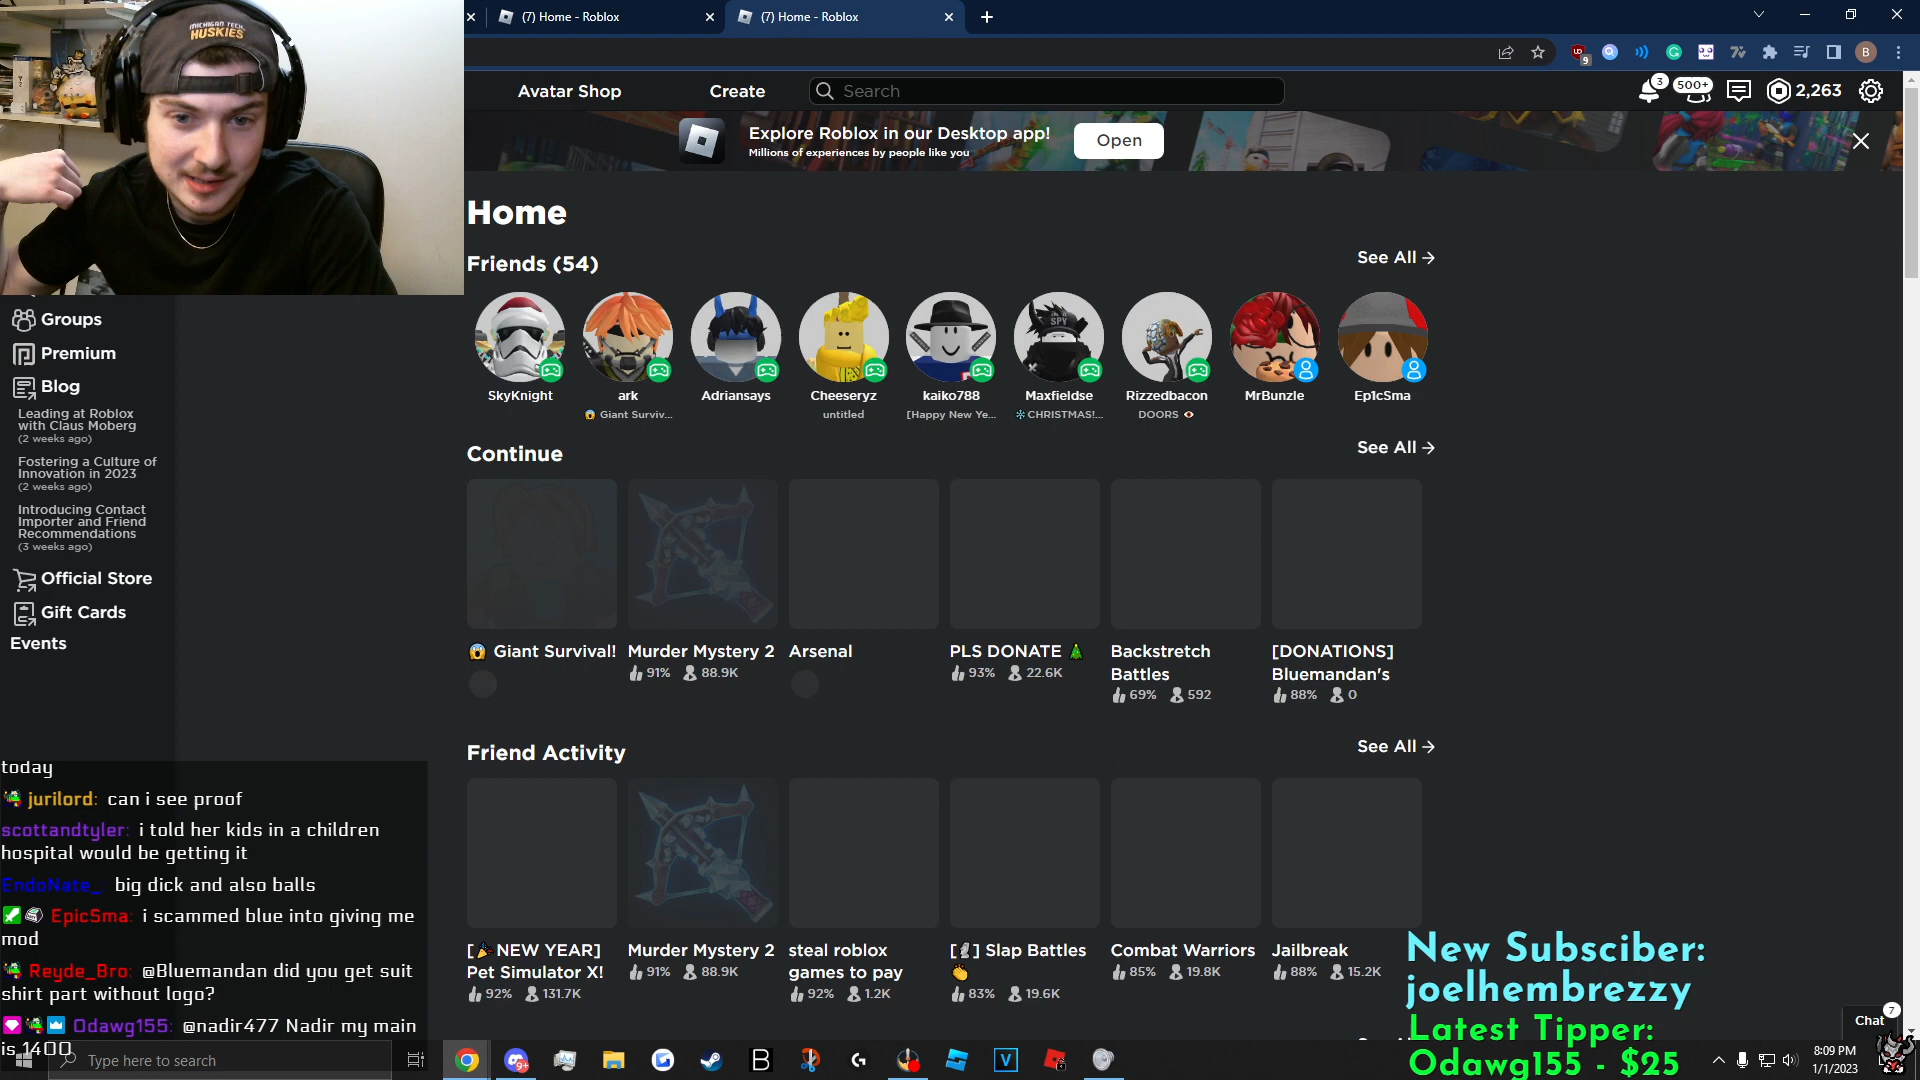 MICHIGAN TECH
HUSKIES
(7) Home - Roblox
(7) Home - Roblox
9
B
Avatar Shop
Create
Search
3
500+
2,263
Explore Roblox in our Desktop app!
Millions of experiences by people like you
Open
Home
Friends (54)
See All →
SkyKnight
ark
Adriansays
Cheeseryz
kaiko788
Maxfieldse
Rizzedbacon
MrBunzle
Ep1cSma
😱 Giant Surviv...
untitled
[Happy New Ye...
❄CHRISTMAS!...
DOORS 👁
Groups
Premium
Blog
Leading at Roblox
with Claus Moberg
(2 weeks ago)
Fostering a Culture of
Innovation in 2023
(2 weeks ago)
Introducing Contact
Importer and Friend
Recommendations
(3 weeks ago)
Official Store
Gift Cards
Events
Continue
See All →
😱 Giant Survival!
Murder Mystery 2
91% 88.9K
Arsenal
PLS DONATE 🎄
93% 22.6K
Backstretch
Battles
69% 592
[DONATIONS]
Bluemandan's
88% 0
Friend Activity
See All →
[🎉NEW YEAR]
Pet Simulator X!
92% 131.7K
Murder Mystery 2
91% 88.9K
steal roblox
games to pay
92% 1.2K
Slap Battles
👏
83% 19.6K
Combat Warriors
85% 19.8K
Jailbreak
88% 15.2K
today
jurilord: can i see proof
scottandtyler: i told her kids in a children
hospital would be getting it
EndoNate_: big dick and also balls
EpicSma: i scammed blue into giving me
mod
Reyde_Bro: @Bluemandan did you get suit
shirt part without logo?
Odawg155: @nadir477 Nadir my main
is 1400
New Subsciber:
joelhembrezzy
Latest Tipper:
Odawg155 - $25
Chat
7
Type here to search
9+
8:09 PM
1/1/2023